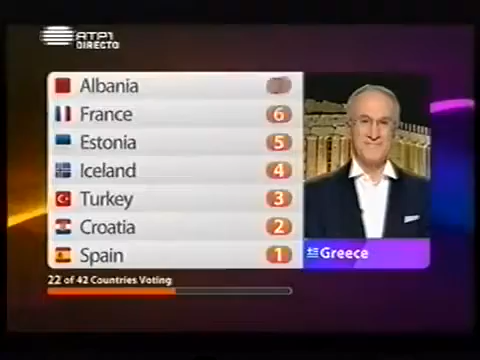 RTP1
DIRECTO
Albania
France 6
Estonia 5
Iceland 4
Turkey 3
Croatia 2
Spain 1
Greece
22 of 42 Countries Voting